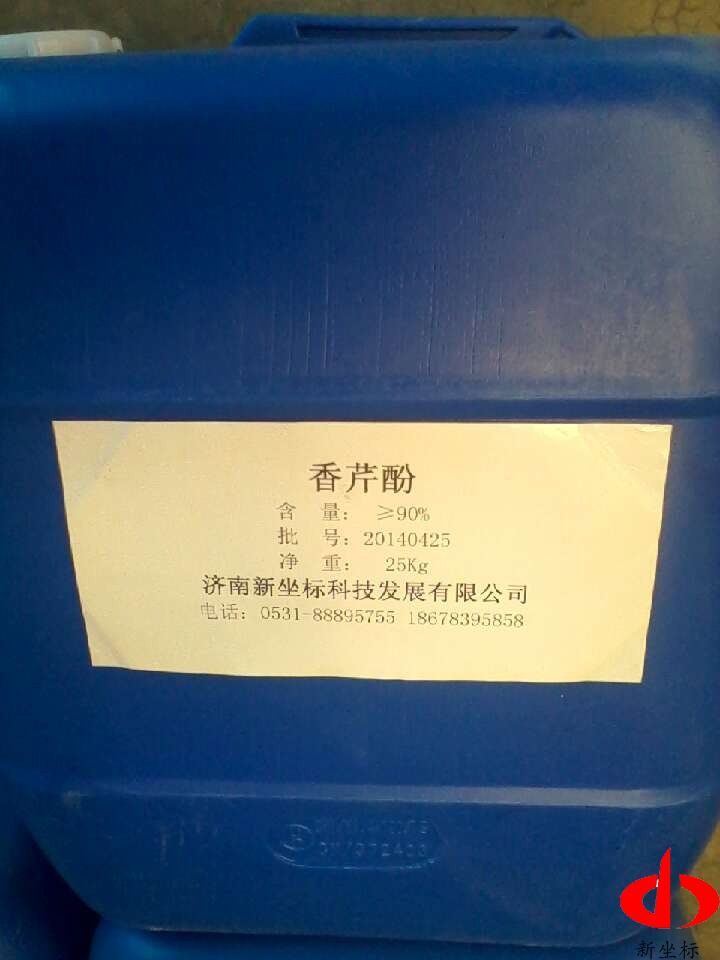 香芹酚
含 量： ≥90%
批 号：20140425
净 重： 25Kg
济南新坐标科技发展有限公司
电话：0531-88895755 18678395858
新坐标